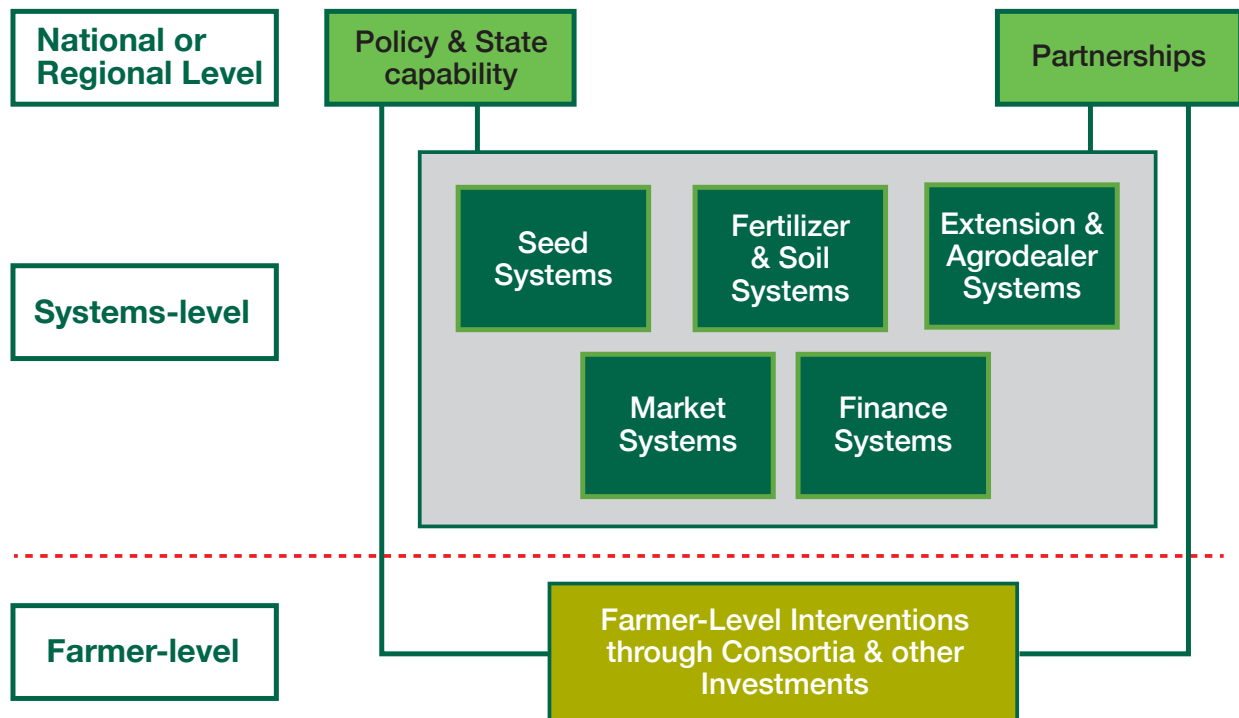 National or
Regional Level
Policy & State
capability
Partnerships
Systems-level
Seed
Systems
Fertilizer
& Soil
Systems
Extension &
Agrodealer
Systems
Market
Systems
Finance
Systems
Farmer-level
Farmer-Level Interventions
through Consortia & other
Investments